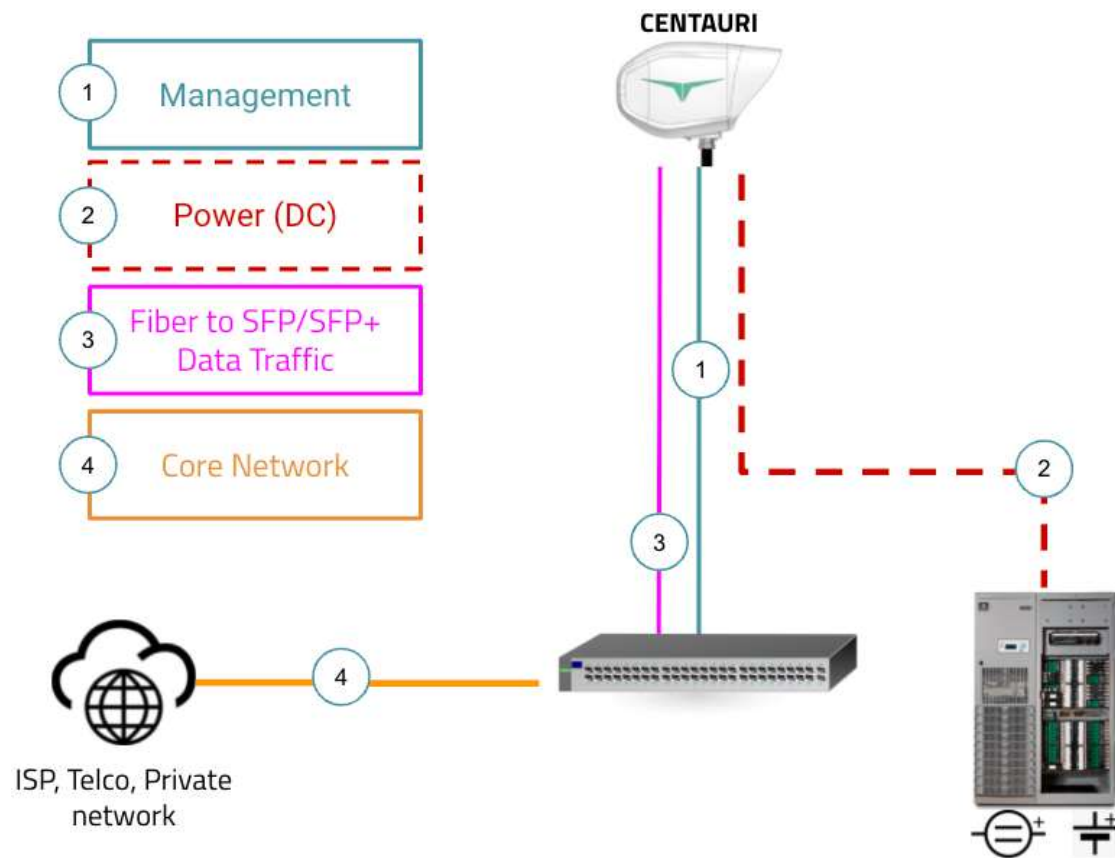 CENTAURI
1
Management
2
Power (DC)
3
Fiber to SFP/SFP+
Data Traffic
4
Core Network
1
2
3
4
ISP, Telco, Private
network